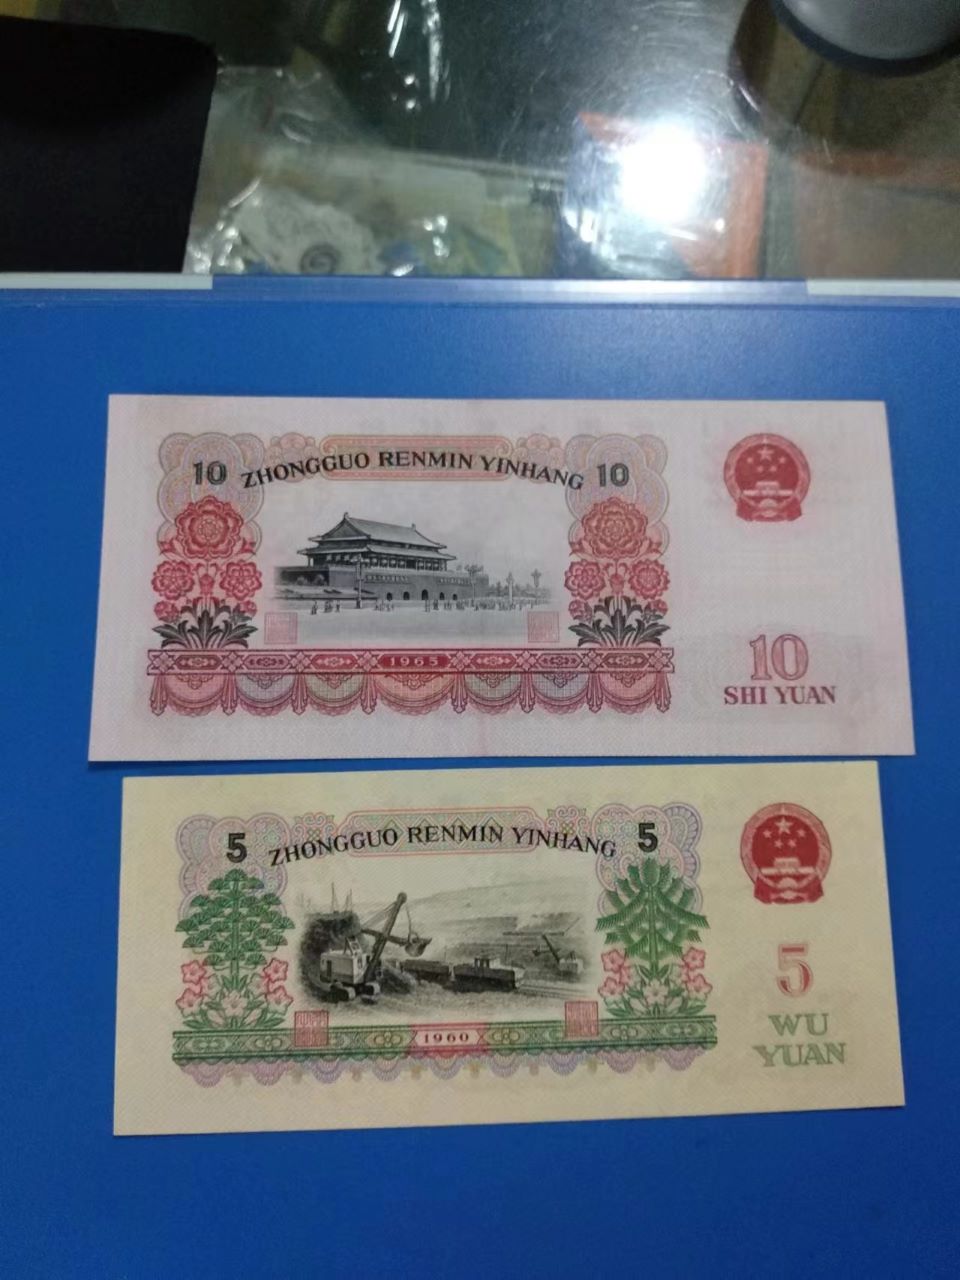 10 ZHONGGUO RENMIN YINHANG 10
1965
10
SHI YUAN
5 ZHONGGUO RENMIN YINHANG 5
1960
5
WU
YUAN